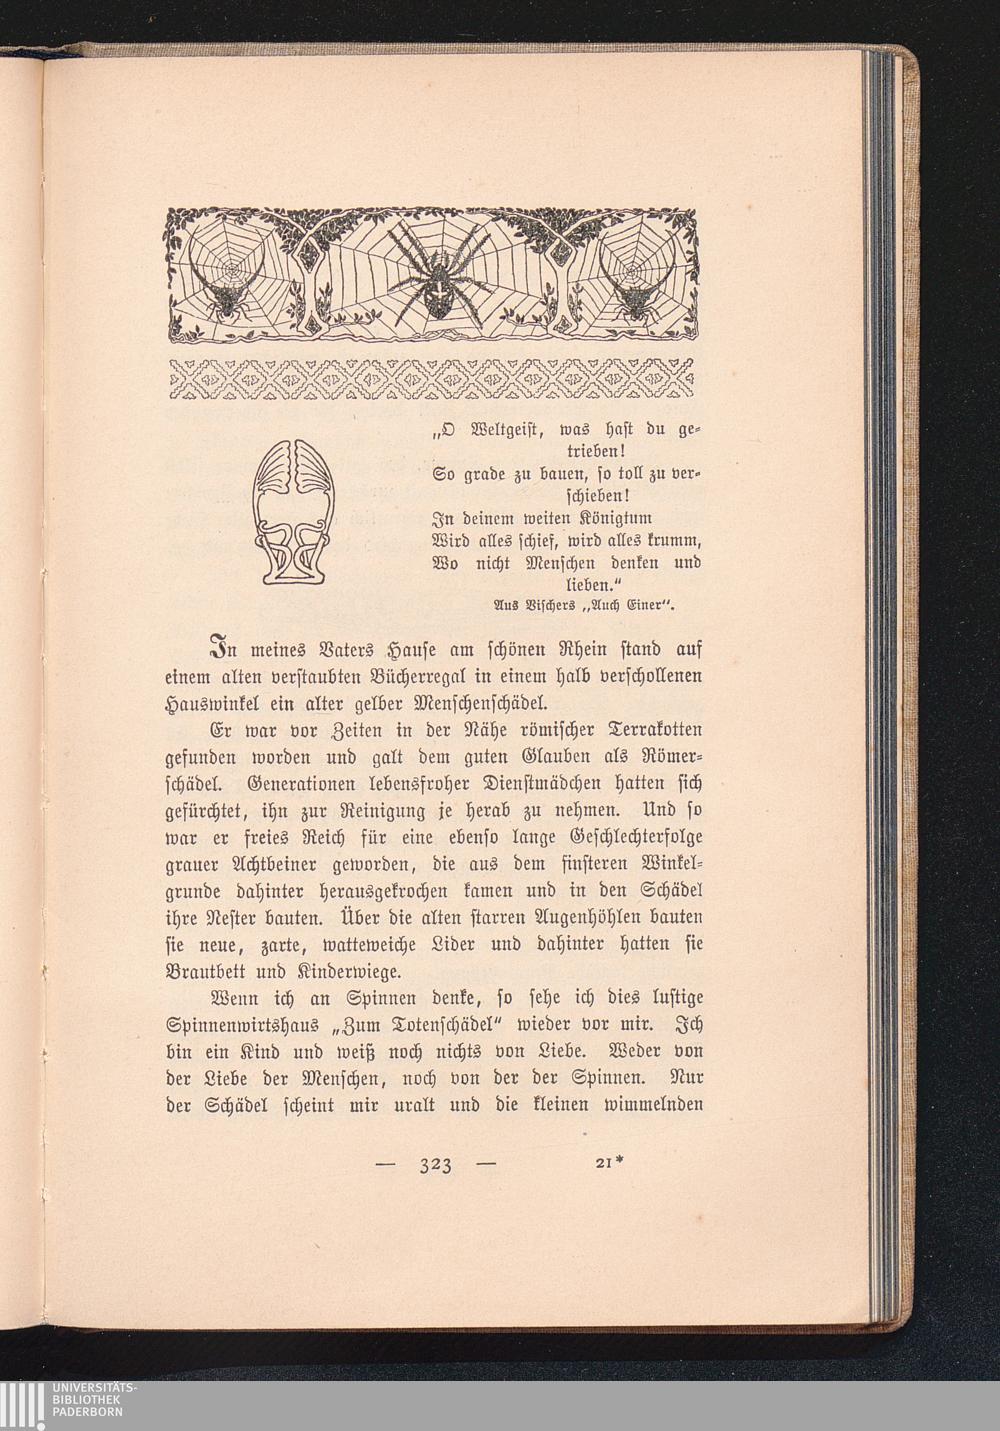 „O Weltgeist, was hast du ge-
trieben!
So grade zu bauen, so toll zu ver-
schieben!
In deinem weiten Königtum
Wird alles schief, wird alles krumm,
Wo nicht Menschen denken und
lieben.“
Aus Vischers „Auch Einer“.
In meines Vaters Hause am schönen Rhein stand auf
einem alten verstaubten Bücherregal in einem halb verschollenen
Hauswinkel ein alter gelber Menschenschädel.
Er war vor Zeiten in der Nähe römischer Terrakotten
gefunden worden und galt dem guten Glauben als Römer-
schädel. Generationen lebensfroher Dienstmädchen hatten sich
gefürchtet, ihn zur Reinigung je herab zu nehmen. Und so
war er freies Reich für eine ebenso lange Geschlechterfolge
grauer Achtbeiner geworden, die aus dem finsteren Winkel-
grunde dahinter herausgekrochen kamen und in den Schädel
ihre Nester bauten. Über die alten starren Augenhöhlen bauten
sie neue, zarte, watteweiche Lider und dahinter hatten sie
Brautbett und Kinderwiege.
Wenn ich an Spinnen denke, so sehe ich dies lustige
Spinnenwirtshaus „Zum Totenschädel“ wieder vor mir. Ich
bin ein Kind und weiß noch nichts von Liebe. Weder von
der Liebe der Menschen, noch von der der Spinnen. Nur
der Schädel scheint mir uralt und die kleinen wimmelnden
— 323 — 21*
UNIVERSITÄTS-
BIBLIOTHEK
PADERBORN